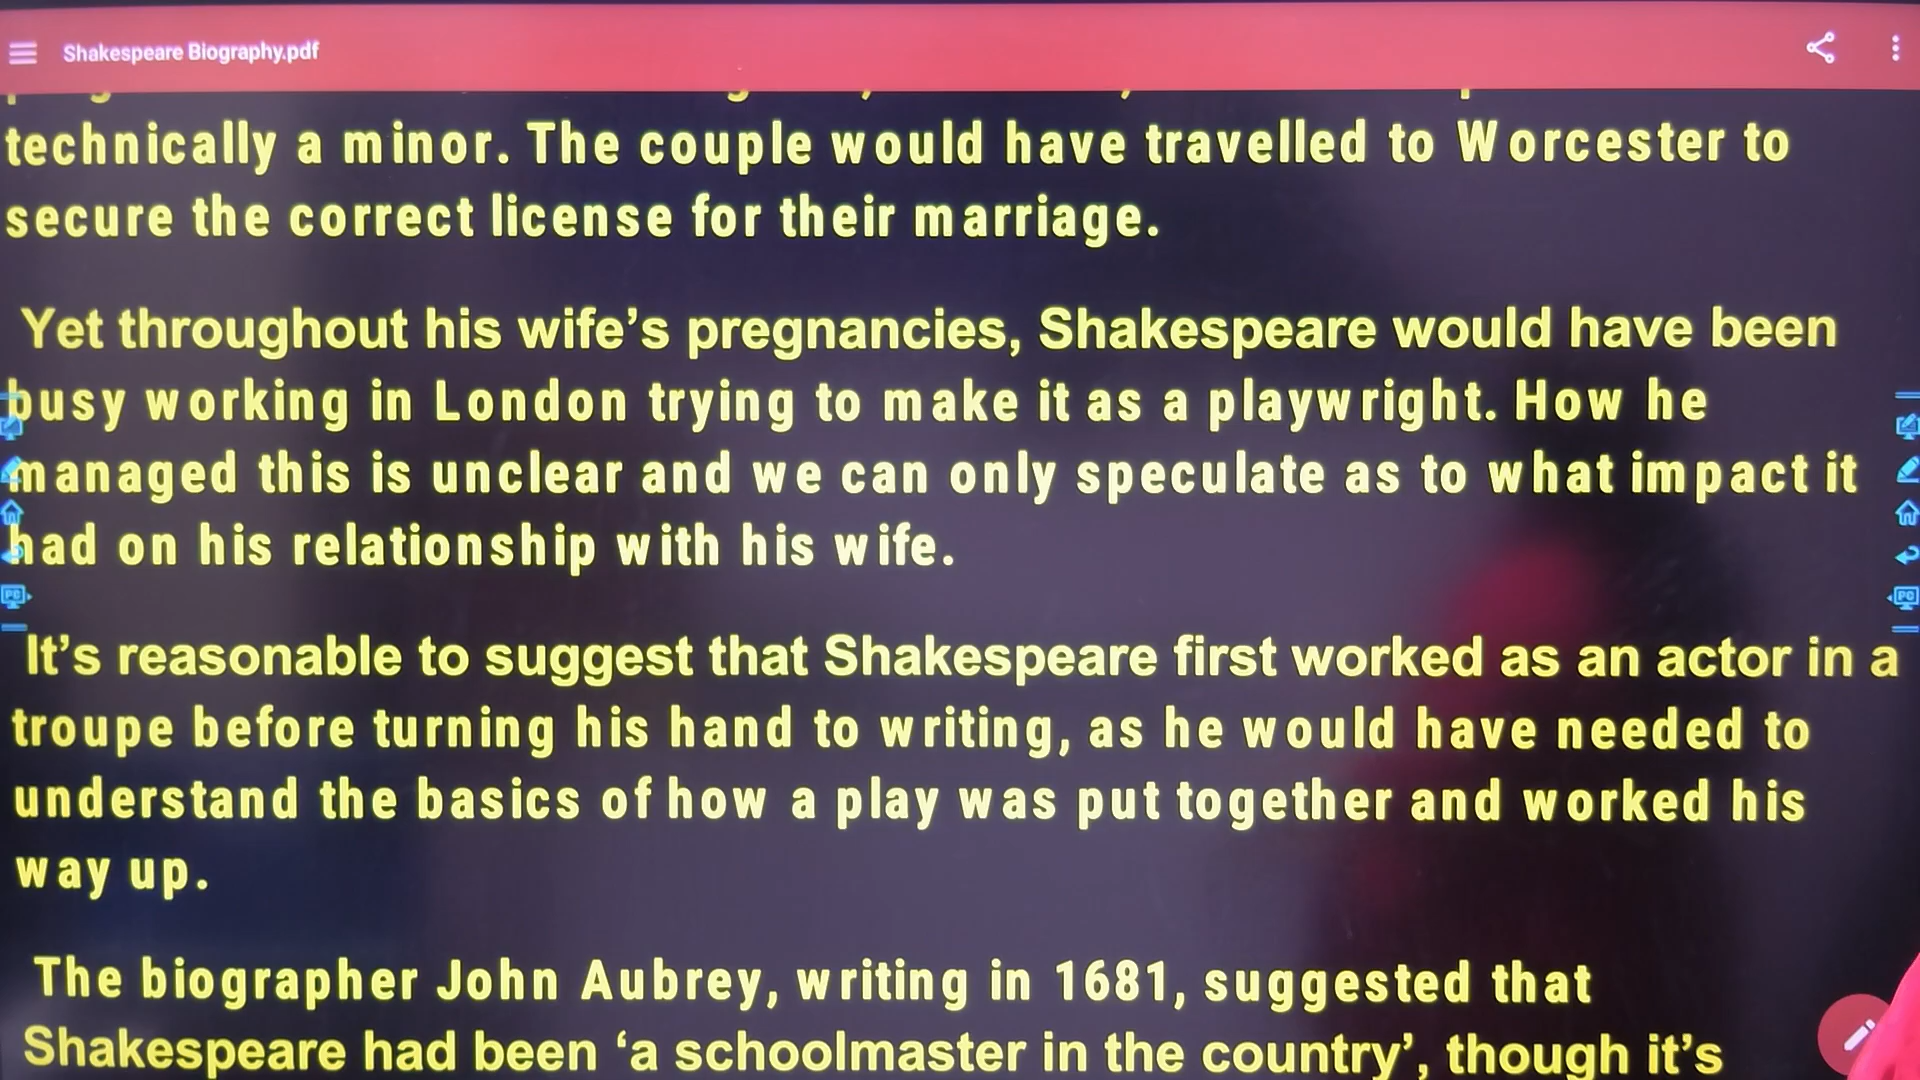 Shakespeare Biography.pdf
technically a minor. The couple would have travelled to Worcester to
secure the correct license for their marriage.
Yet throughout his wife’s pregnancies, Shakespeare would have been
busy working in London trying to make it as a playwright. How he
managed this is unclear and we can only speculate as to what impact it
had on his relationship with his wife.
It’s reasonable to suggest that Shakespeare first worked as an actor in a
troupe before turning his hand to writing, as he would have needed to
understand the basics of how a play was put together and worked his
way up.
The biographer John Aubrey, writing in 1681, suggested that
Shakespeare had been ‘a schoolmaster in the country’, though it’s
PC
PC